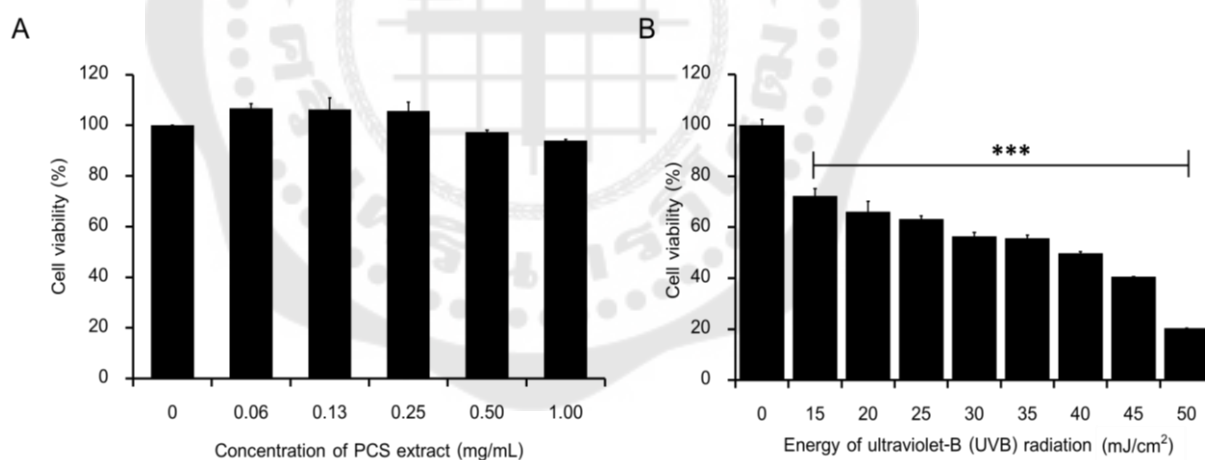 A
Cell viability (%)
120
100
80
60
40
20
0
0 0.06 0.13 0.25 0.50 1.00
Concentration of PCS extract (mg/mL)
B
Cell viability (%)
120
100
80
60
40
20
0
***
0 15 20 25 30 35 40 45 50
Energy of ultraviolet-B (UVB) radiation (mJ/cm²)